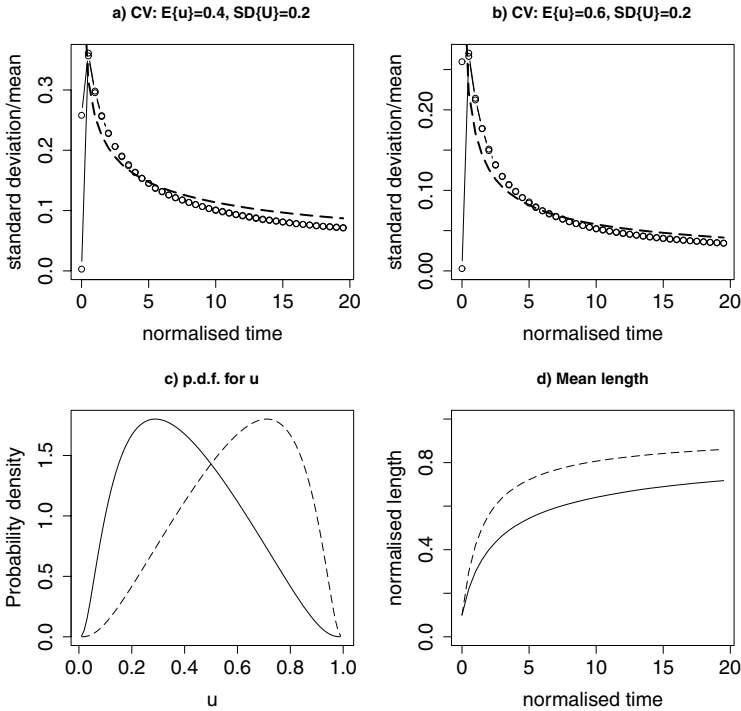 a) CV: E{u}=0.4, SD{U}=0.2
standard deviation/mean
0.0 0.1 0.2 0.3
0 5 10 15 20
normalised time
b) CV: E{u}=0.6, SD{U}=0.2
standard deviation/mean
0.00 0.10 0.20
0 5 10 15 20
normalised time
c) p.d.f. for u
Probability density
0.0 0.5 1.0 1.5
0.0 0.2 0.4 0.6 0.8 1.0
u
d) Mean length
normalised length
0.0 0.4 0.8
0 5 10 15 20
normalised time